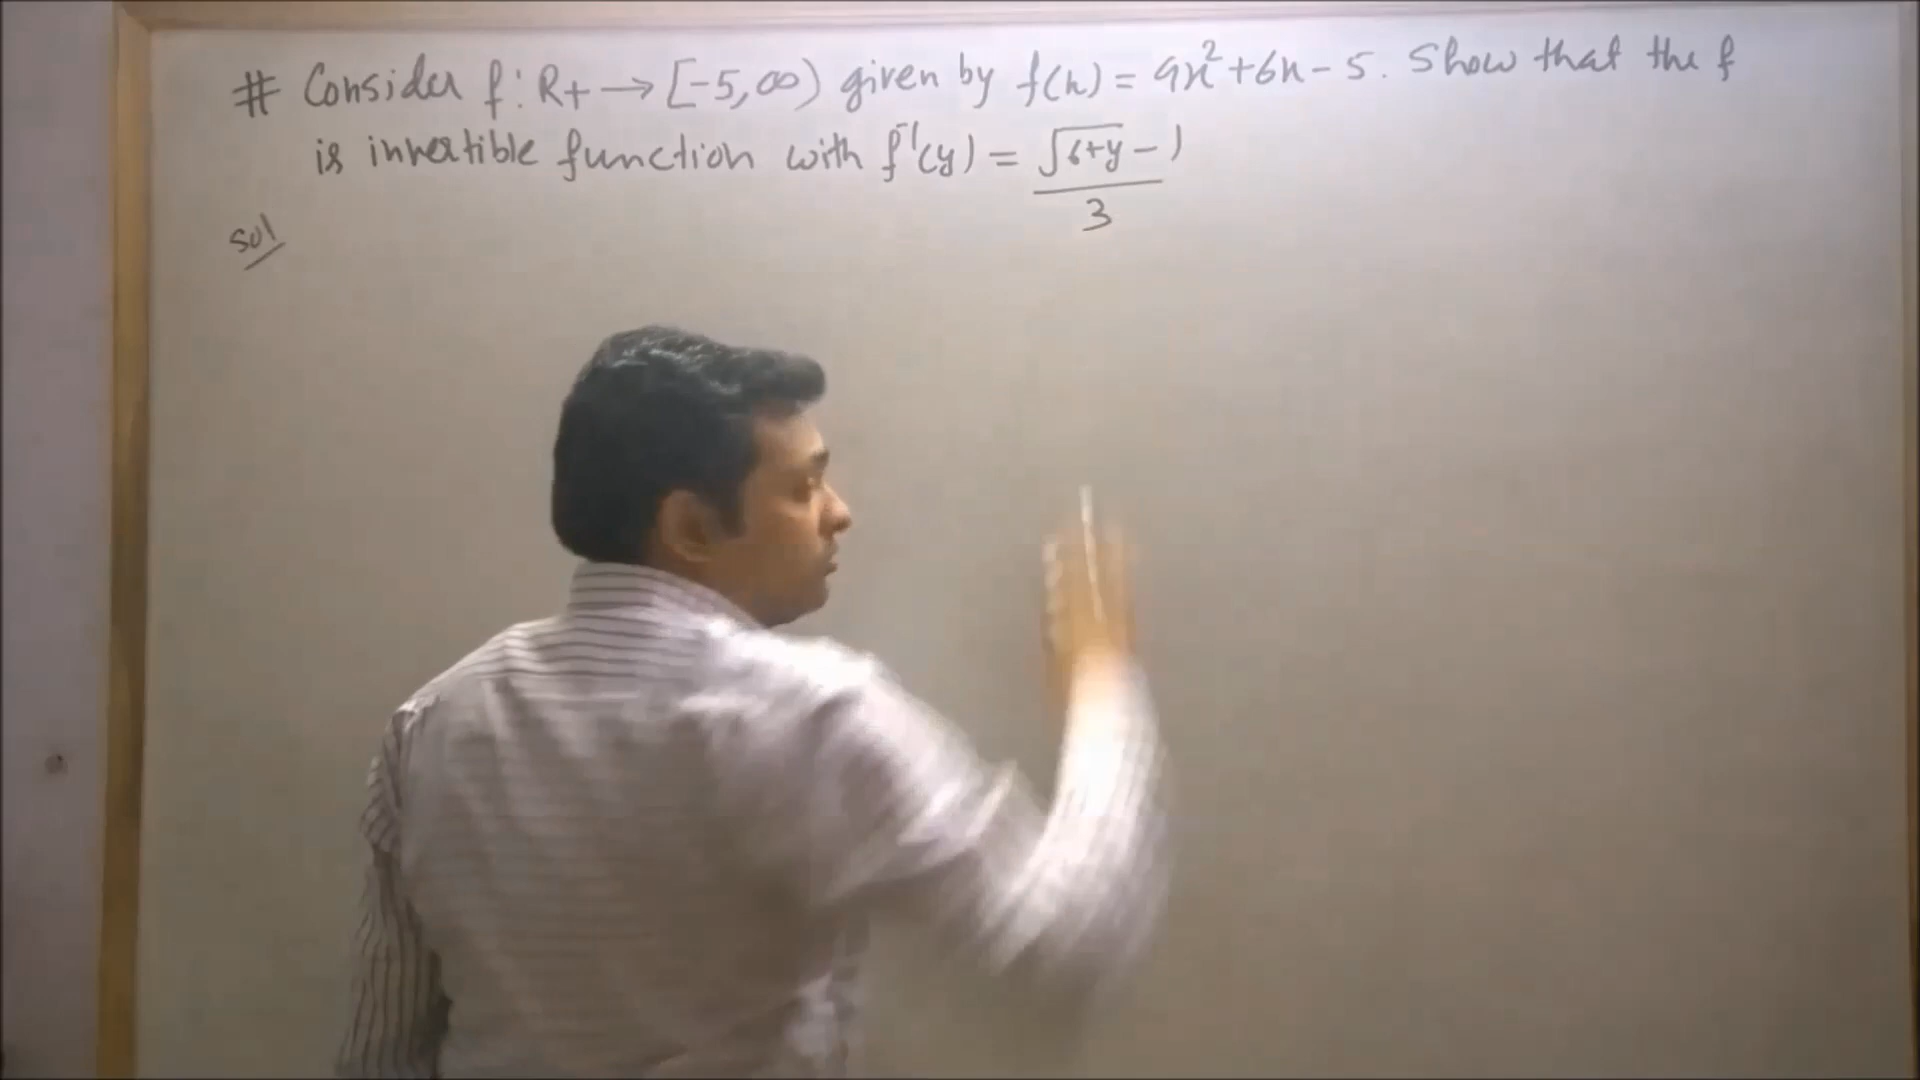 # Consider f : R+ → [-5, ∞) given by f(x) = 9x² + 6x - 5. Show that the f
is invertible function with f⁻¹(y) = √6+y - 1
3
Sol